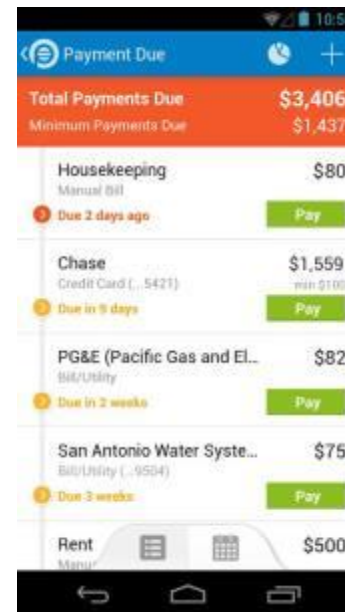 10:5
Payment Due
Total Payments Due $3,406
Minimum Payments Due $1,437
Housekeeping $80
Manual Bill
Due 2 days ago Pay
Chase $1,559
Credit Card (...5421) min $100
Due in 9 days Pay
PG&E (Pacific Gas and El... $82
Bill/Utility
Due in 2 weeks Pay
San Antonio Water Syste... $75
Bill/Utility (...9504)
Due 3 weeks Pay
Rent $500